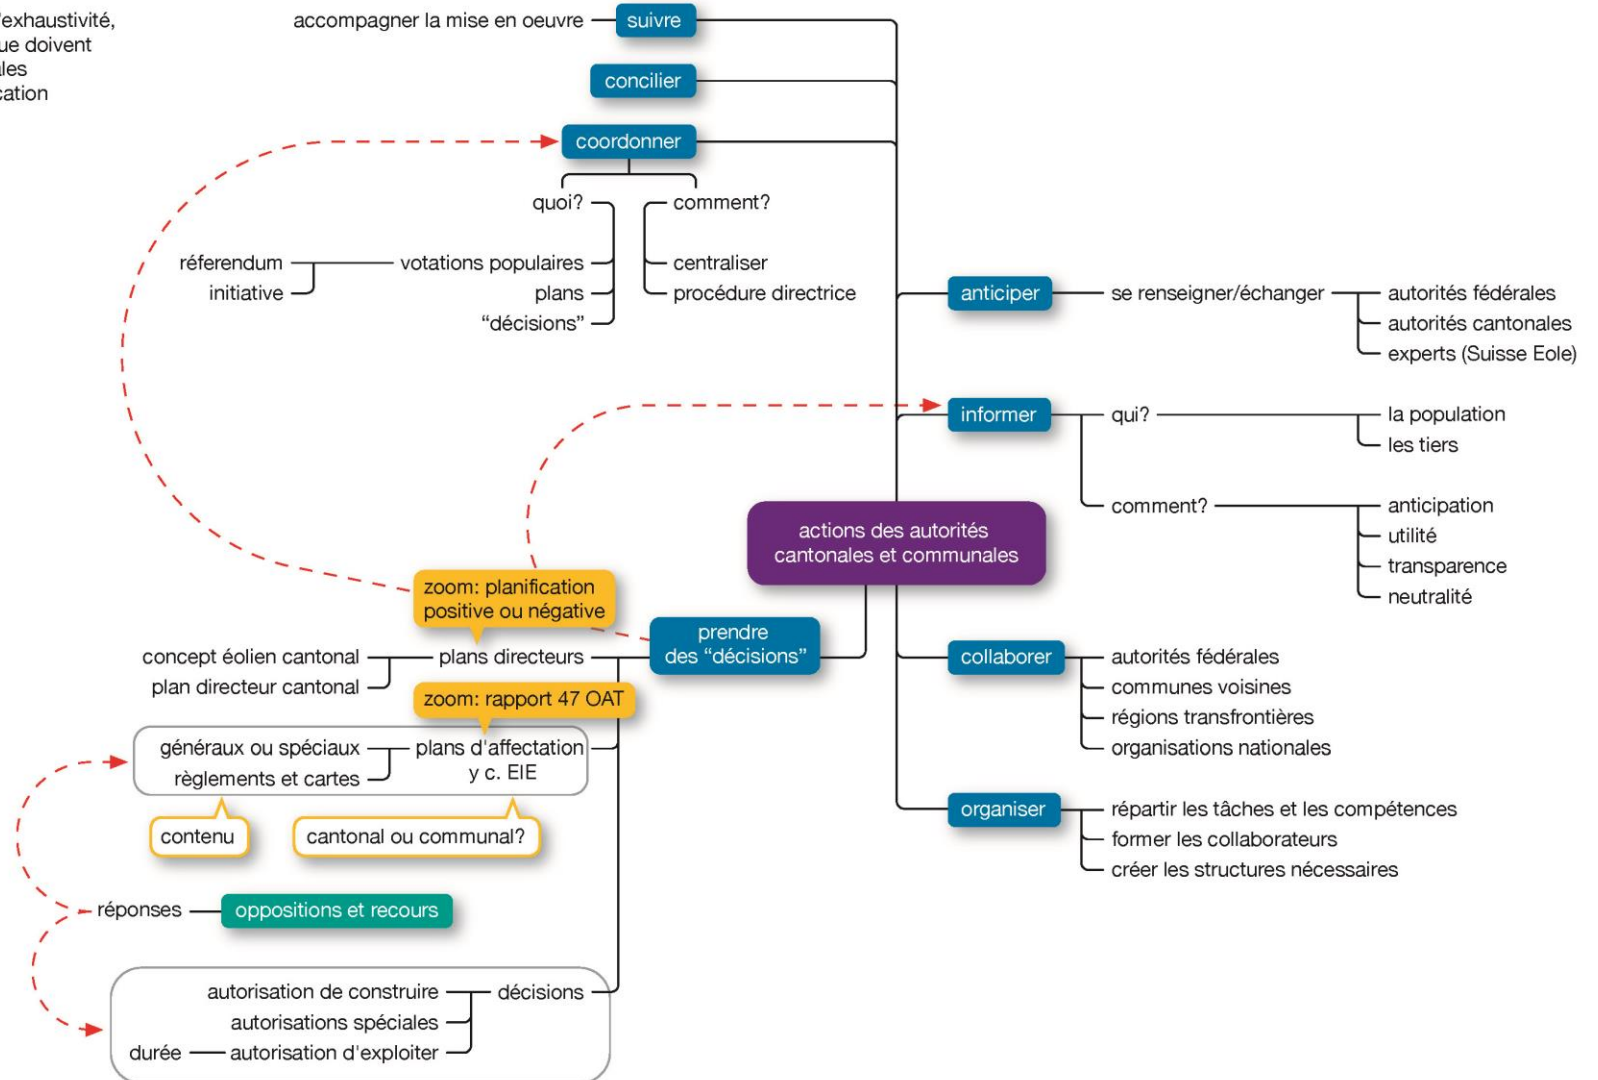 'exhaustivité,
ue doivent
ales
cation
accompagner la mise en oeuvre
suivre
concilier
coordonner
quoi?
comment?
réferendum
votations populaires
centraliser
initiative
plans
procédure directrice
“décisions”
anticiper
se renseigner/échanger
autorités fédérales
autorités cantonales
experts (Suisse Eole)
informer
qui?
la population
les tiers
comment?
anticipation
utilité
transparence
neutralité
actions des autorités
cantonales et communales
zoom: planification
positive ou négative
prendre
des “décisions”
concept éolien cantonal
plans directeurs
plan directeur cantonal
zoom: rapport 47 OAT
généraux ou spéciaux
plans d'affectation
règlements et cartes
y c. EIE
contenu
cantonal ou communal?
collaborer
autorités fédérales
communes voisines
régions transfrontières
organisations nationales
organiser
répartir les tâches et les compétences
former les collaborateurs
créer les structures nécessaires
réponses
oppositions et recours
autorisation de construire
décisions
autorisations spéciales
durée
autorisation d'exploiter